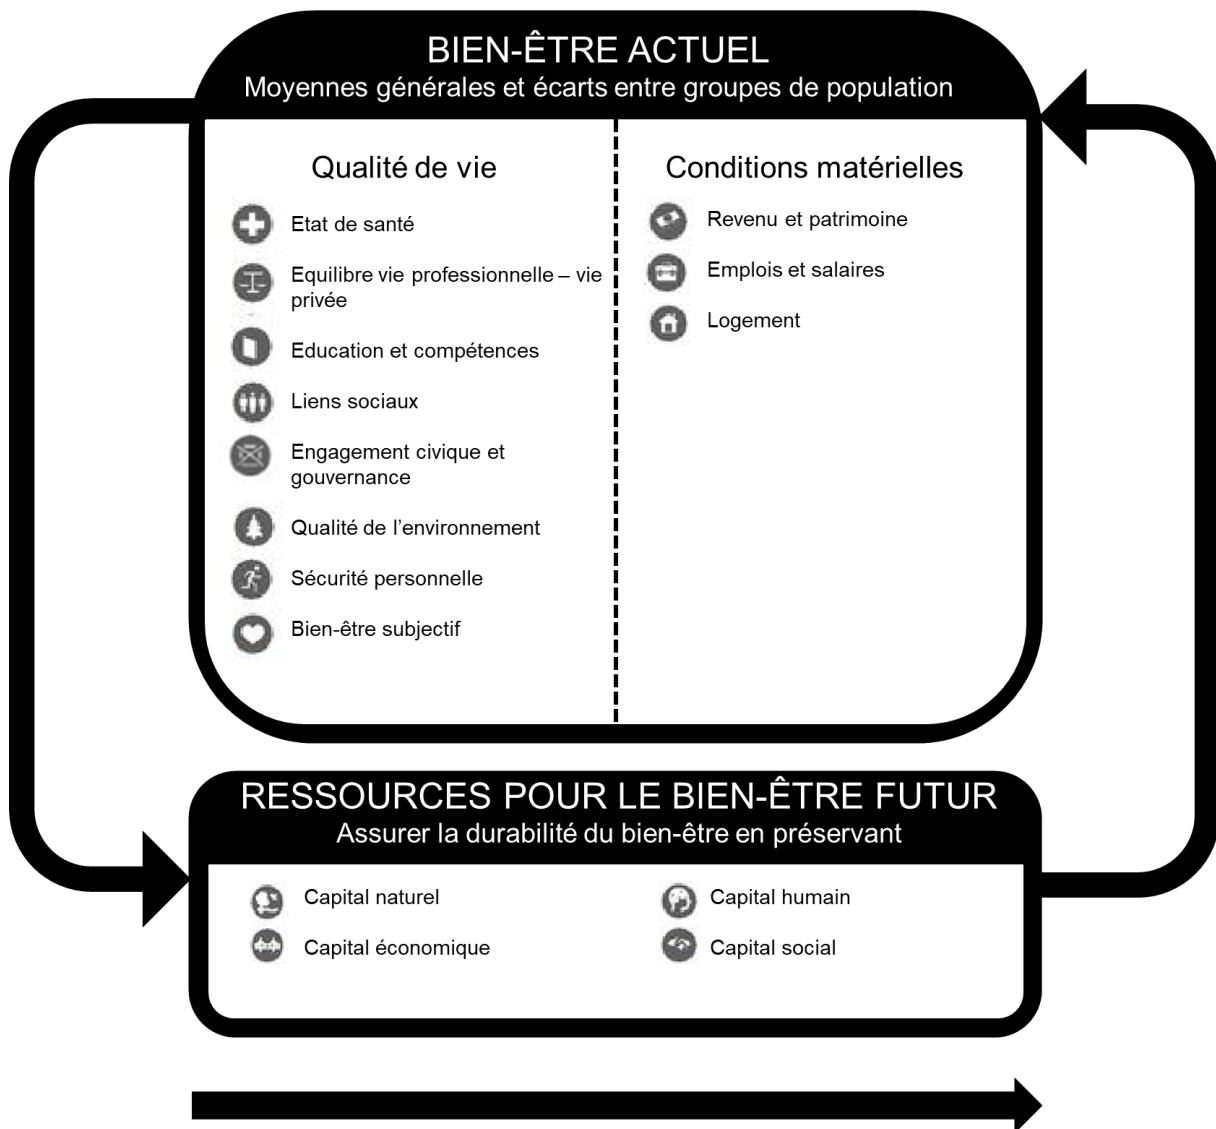 BIEN-ÊTRE ACTUEL
Moyennes générales et écarts entre groupes de population
Qualité de vie
Etat de santé
Equilibre vie professionnelle – vie
privée
Education et compétences
Liens sociaux
Engagement civique et
gouvernance
Qualité de l’environnement
Sécurité personnelle
Bien-être subjectif
Conditions matérielles
Revenu et patrimoine
Emplois et salaires
Logement
RESSOURCES POUR LE BIEN-ÊTRE FUTUR
Assurer la durabilité du bien-être en préservant
Capital naturel
Capital humain
Capital économique
Capital social